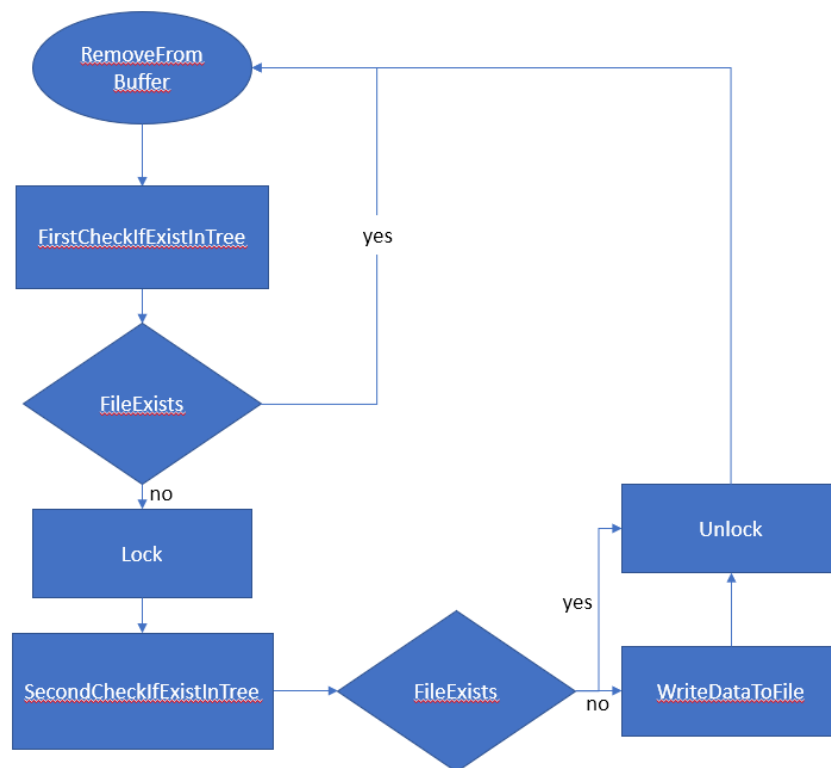 RemoveFrom
Buffer
FirstCheckIfExistInTree
yes
FileExists
no
Lock
Unlock
yes
SecondCheckIfExistInTree
FileExists
no
WriteDataToFile